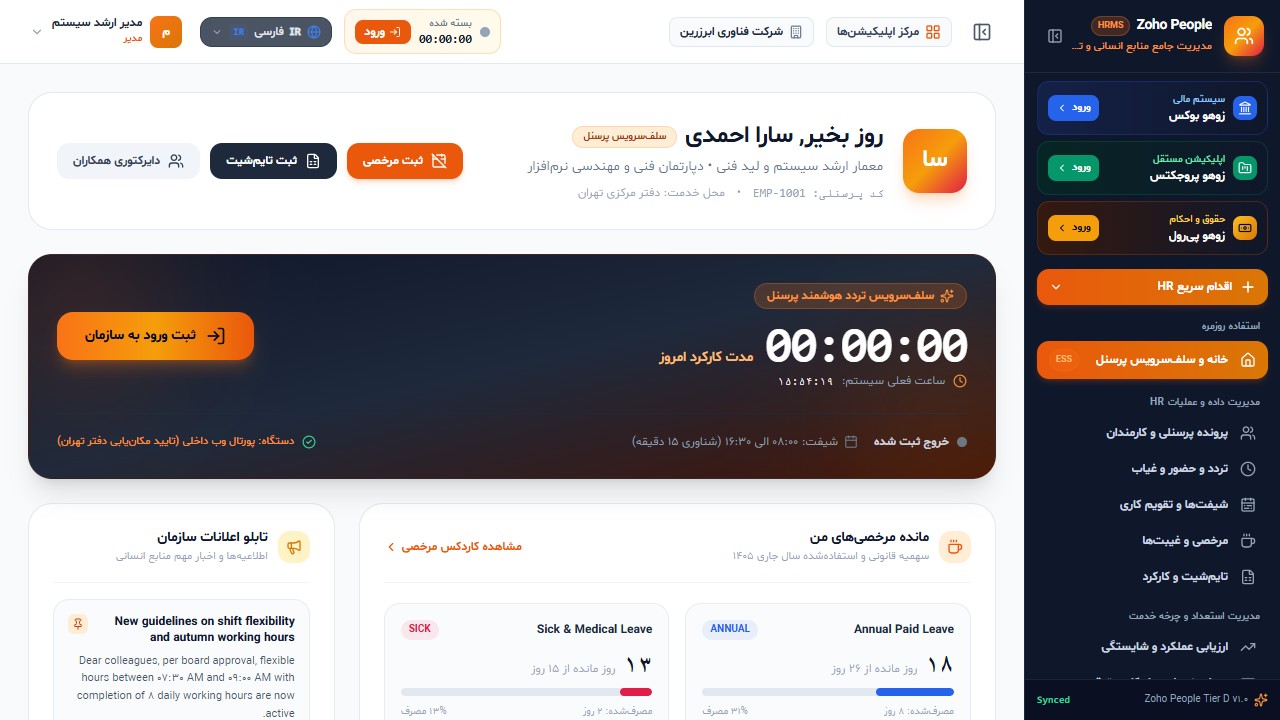 Zoho People HRMS
مدیریت جامع منابع انسانی و تـ...
سیستم مالی
زوهو بوکس
ورود
اپلیکیشن مستقل
زوهو پروجکتس
ورود
حقوق و احکام
زوهو پی‌رول
ورود
اقدام سریع HR
استفاده روزمره
خانه و سلف‌سرویس پرسنل
ESS
مدیریت داده و عملیات HR
پرونده پرسنلی و کارمندان
تردد و حضور و غیاب
شیفت‌ها و تقویم کاری
مرخصی و غیبت‌ها
تایم‌شیت و کارکرد
مدیریت استعداد و چرخه خدمت
ارزیابی عملکرد و شایستگی
Zoho People Tier D v۱.۰
Synced
مرکز اپلیکیشن‌ها
شرکت فناوری ابرزرین
بسته شده
00:00:00
ورود
🇮🇷 فارسی IR
مدیر ارشد سیستم
مدیر
م
سا
روز بخیر, سارا احمدی
سلف‌سرویس پرسنل
معمار ارشد سیستم و لید فنی • دپارتمان فنی و مهندسی نرم‌افزار
کد پرسنلی: EMP-1001 • محل خدمت: دفتر مرکزی تهران
ثبت مرخصی
ثبت تایم‌شیت
دایرکتوری همکاران
سلف‌سرویس تردد هوشمند پرسنل
00:00:00 مدت کارکرد امروز
ساعت فعلی سیستم: ۱۵:۵۴:۱۹
ثبت ورود به سازمان
خروج ثبت شده
شیفت: ۰۸:۰۰ الی ۱۶:۳۰ (شناوری ۱۵ دقیقه)
دستگاه: پورتال وب داخلی (تایید مکان‌یابی دفتر تهران)
مانده مرخصی‌های من
سهمیه قانونی و استفاده‌شده سال جاری ۱۴۰۵
مشاهده کاردکس مرخصی
Annual Paid Leave
ANNUAL
۱۸ روز مانده از ۲۶ روز
مصرف‌شده: ۸ روز
۳۱% مصرف
Sick & Medical Leave
SICK
۱۳ روز مانده از ۱۵ روز
مصرف‌شده: ۲ روز
۱۳% مصرف
تابلو اعلانات سازمان
اطلاعیه‌ها و اخبار مهم منابع انسانی
New guidelines on shift flexibility
and autumn working hours
Dear colleagues, per board approval, flexible
hours between ۰۷:۳۰ AM and ۰۹:۰۰ AM with
completion of ۸ daily working hours are now
active.